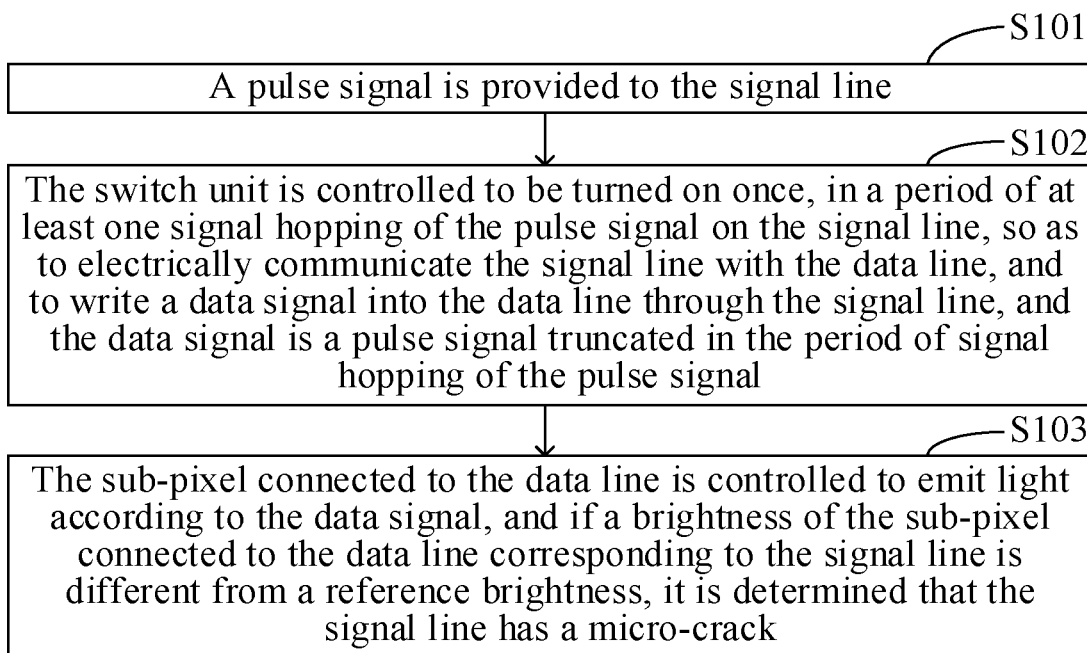 S101
A pulse signal is provided to the signal line
S102
The switch unit is controlled to be turned on once, in a period of at
least one signal hopping of the pulse signal on the signal line, so as
to electrically communicate the signal line with the data line, and
to write a data signal into the data line through the signal line, and
the data signal is a pulse signal truncated in the period of signal
hopping of the pulse signal
S103
The sub-pixel connected to the data line is controlled to emit light
according to the data signal, and if a brightness of the sub-pixel
connected to the data line corresponding to the signal line is
different from a reference brightness, it is determined that the
signal line has a micro-crack